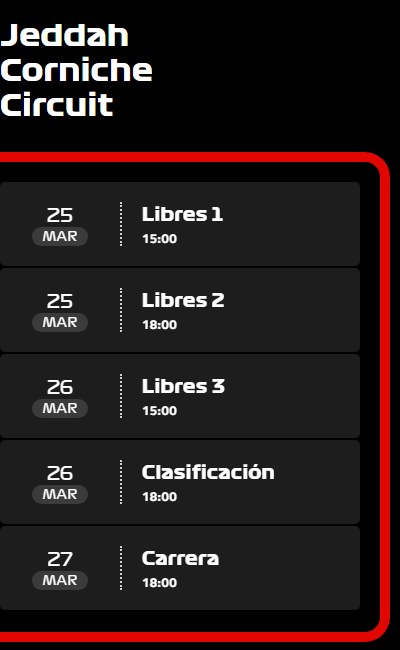 Jeddah
Corniche
Circuit
25
MAR
Libres 1
15:00
25
MAR
Libres 2
18:00
26
MAR
Libres 3
15:00
26
MAR
Clasificación
18:00
27
MAR
Carrera
18:00